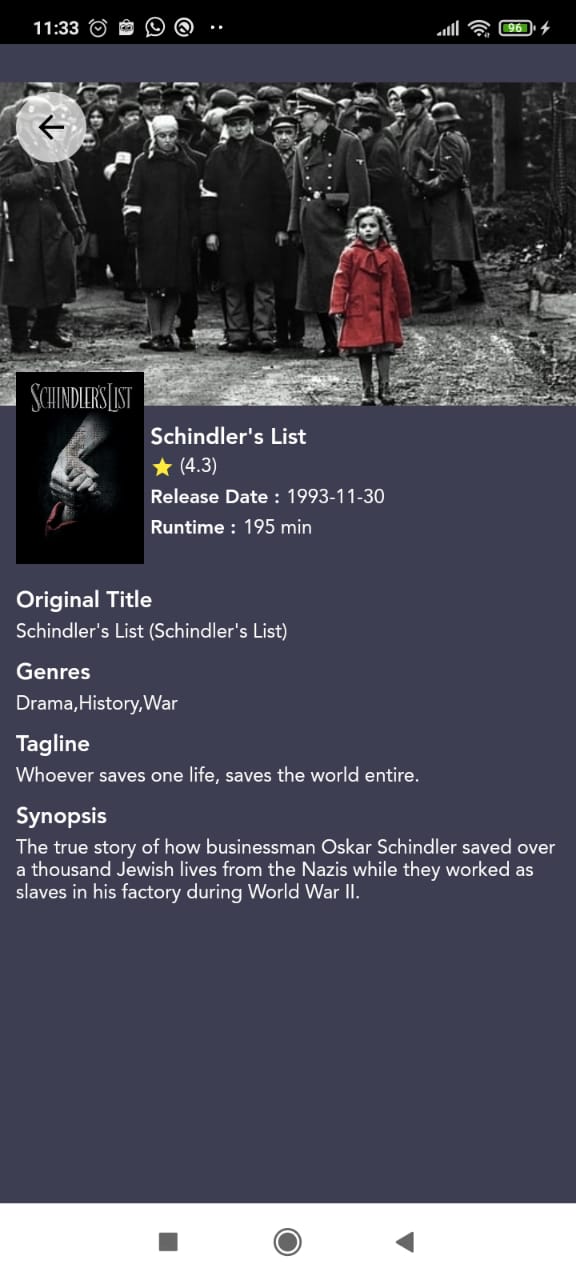 11:33
96
SCHINDLER'S LIST
Schindler's List
(4.3)
Release Date : 1993-11-30
Runtime : 195 min
Original Title
Schindler's List (Schindler's List)
Genres
Drama,History,War
Tagline
Whoever saves one life, saves the world entire.
Synopsis
The true story of how businessman Oskar Schindler saved over
a thousand Jewish lives from the Nazis while they worked as
slaves in his factory during World War II.